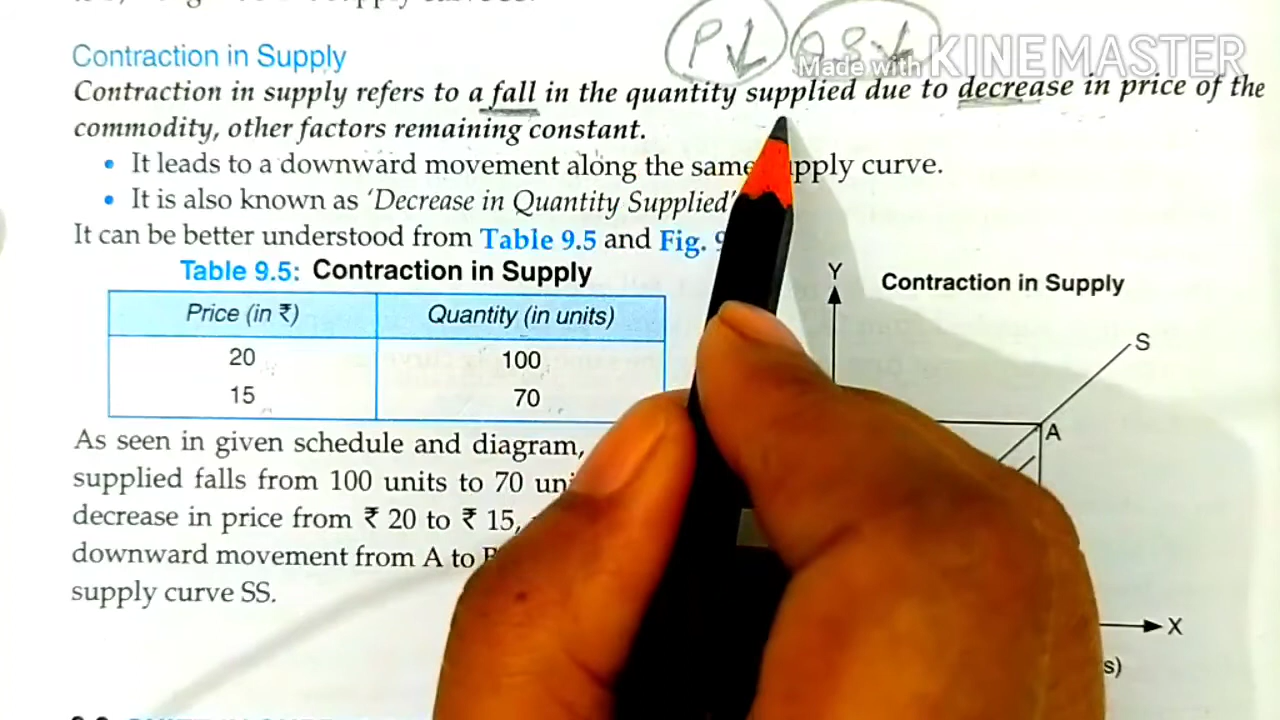 P↓ QS↓
Made with KINEMASTER
Contraction in Supply
Contraction in supply refers to a fall in the quantity supplied due to decrease in price of the
commodity, other factors remaining constant.
• It leads to a downward movement along the same supply curve.
• It is also known as ‘Decrease in Quantity Supplied’
It can be better understood from Table 9.5 and Fig. 9
Table 9.5: Contraction in Supply
Price (in ₹) Quantity (in units)
20 100
15 70
As seen in given schedule and diagram,
supplied falls from 100 units to 70
decrease in price from ₹ 20 to ₹ 15,
downward movement from A to
supply curve SS.
Y
Contraction in Supply
S
A
X
s)